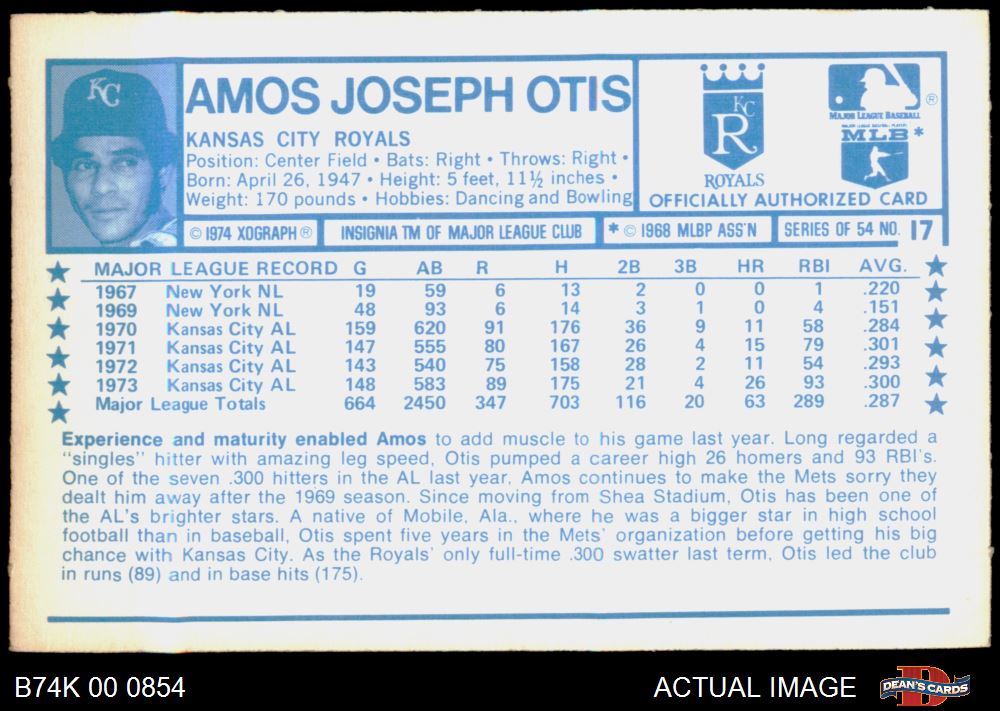 KC
AMOS JOSEPH OTIS
KANSAS CITY ROYALS
Position: Center Field • Bats: Right • Throws: Right •
Born: April 26, 1947 • Height: 5 feet, 11½ inches •
Weight: 170 pounds • Hobbies: Dancing and Bowling
KC
R
ROYALS
MAJOR LEAGUE BASEBALL ®
MLB *
OFFICIALLY AUTHORIZED CARD
© 1974 XOGRAPH ® INSIGNIA TM OF MAJOR LEAGUE CLUB * © 1968 MLBP ASS'N SERIES OF 54 NO. 17
MAJOR LEAGUE RECORD G AB R H 2B 3B HR RBI AVG.
1967 New York NL 19 59 6 13 2 0 0 1 .220
1969 New York NL 48 93 6 14 3 1 0 4 .151
1970 Kansas City AL 159 620 91 176 36 9 11 58 .284
1971 Kansas City AL 147 555 80 167 26 4 15 79 .301
1972 Kansas City AL 143 540 75 158 28 2 11 54 .293
1973 Kansas City AL 148 583 89 175 21 4 26 93 .300
Major League Totals 664 2450 347 703 116 20 63 289 .287
Experience and maturity enabled Amos to add muscle to his game last year. Long regarded a
"singles" hitter with amazing leg speed, Otis pumped a career high 26 homers and 93 RBI's.
One of the seven .300 hitters in the AL last year, Amos continues to make the Mets sorry they
dealt him away after the 1969 season. Since moving from Shea Stadium, Otis has been one of
the AL's brighter stars. A native of Mobile, Ala., where he was a bigger star in high school
football than in baseball, Otis spent five years in the Mets' organization before getting his big
chance with Kansas City. As the Royals' only full-time .300 swatter last term, Otis led the club
in runs (89) and in base hits (175).
B74K 00 0854
ACTUAL IMAGE
D
DEAN'S CARDS